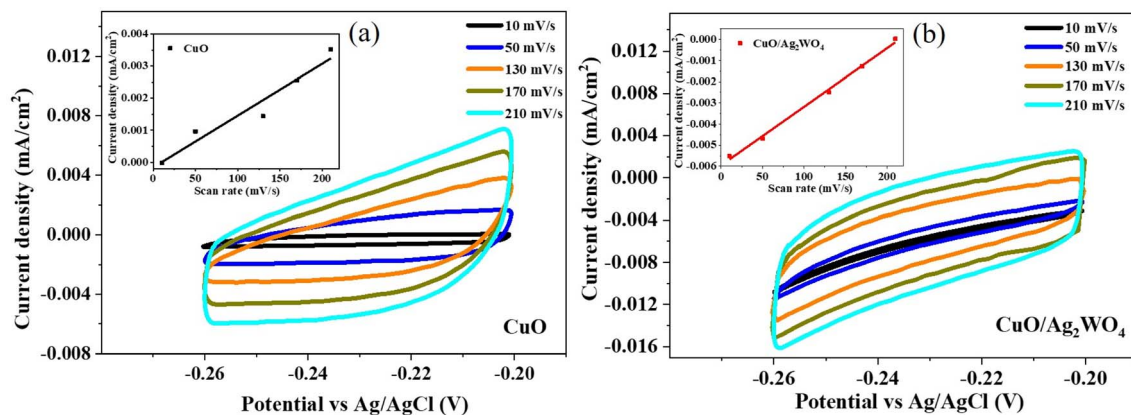 (a)
CuO
0.004
0.003
0.002
0.001
0.000
0
50
100
150
200
Current density (mA/cm²)
Scan rate (mV/s)
10 mV/s
50 mV/s
130 mV/s
170 mV/s
210 mV/s
0.012
0.008
0.004
0.000
-0.004
-0.008
Current density (mA/cm²)
CuO
-0.26
-0.24
-0.22
-0.20
Potential vs Ag/AgCl (V)
(b)
CuO/Ag₂WO₄
0.000
-0.001
-0.002
-0.003
-0.004
-0.005
-0.006
0
50
100
150
200
Current density (mA/cm²)
Scan rate (mV/s)
10 mV/s
50 mV/s
130 mV/s
170 mV/s
210 mV/s
0.012
0.008
0.004
0.000
-0.004
-0.008
-0.012
-0.016
Current density (mA/cm²)
CuO/Ag₂WO₄
-0.26
-0.24
-0.22
-0.20
Potential vs Ag/AgCl (V)